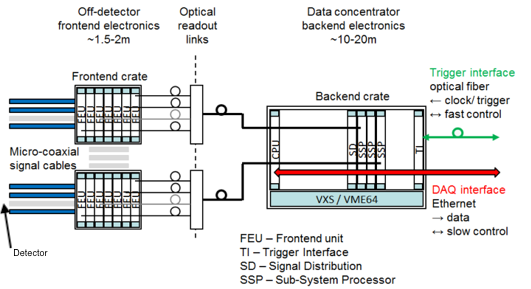 Off-detector
frontend electronics
~1.5-2m
Optical
readout
links
Data concentrator
backend electronics
~10-20m
Frontend crate
FEU FEU FEU FEU FEU FEU FEU
Micro-coaxial
signal cables
FEU FEU FEU FEU FEU FEU FEU
Detector
Backend crate
CPU
SD
SSP
SSP
SSP
TI
VXS / VME64
Trigger interface
optical fiber
← clock/ trigger
↔ fast control
DAQ interface
Ethernet
→ data
↔ slow control
FEU – Frontend unit
TI – Trigger Interface
SD – Signal Distribution
SSP – Sub-System Processor